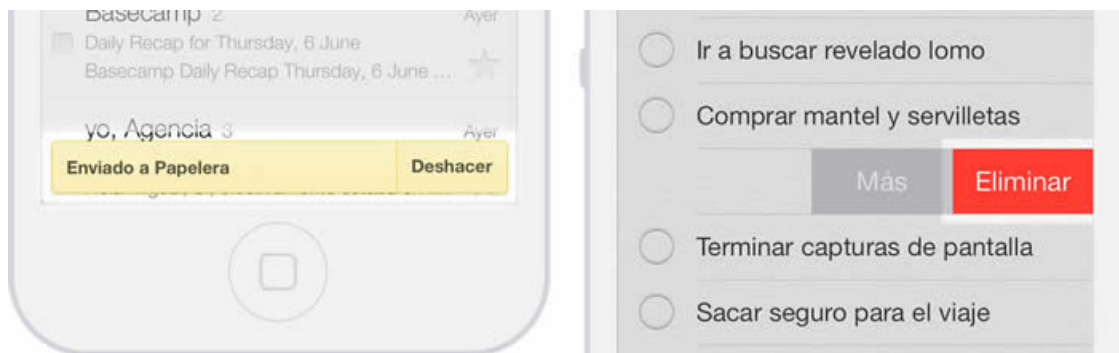 Basecamp 2
Ayer
Daily Recap for Thursday, 6 June
Basecamp Daily Recap Thursday, 6 June ...
yo, Agencia 3
Ayer
Enviado a Papelera
Deshacer
Ir a buscar revelado lomo
Comprar mantel y servilletas
Más
Eliminar
Terminar capturas de pantalla
Sacar seguro para el viaje